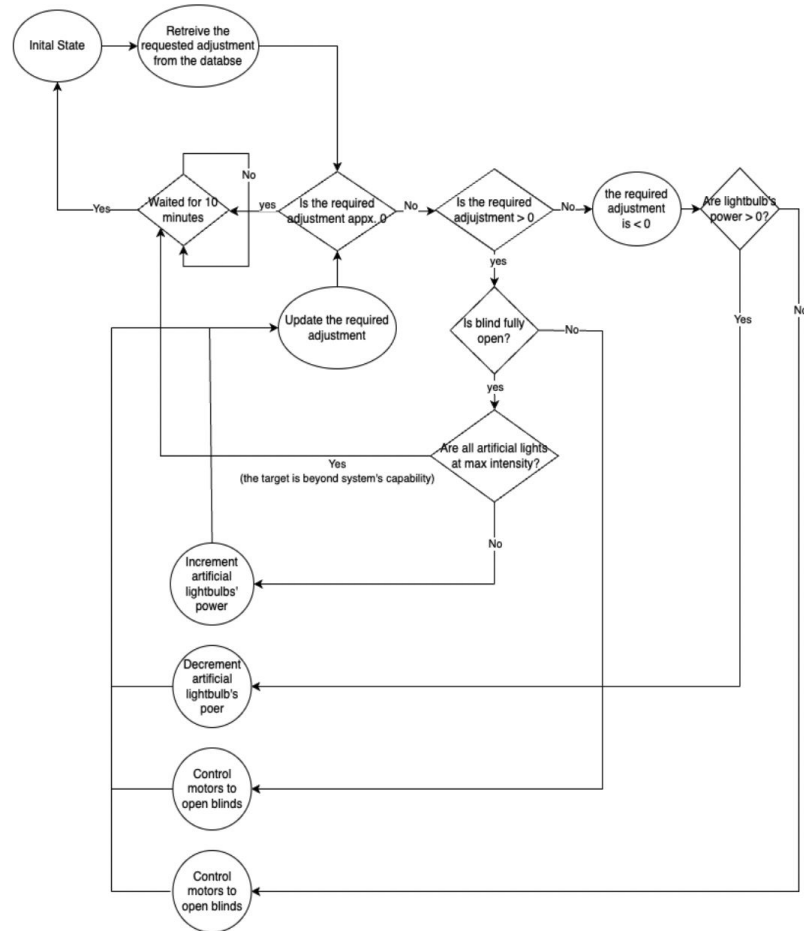 Inital State
Retreive the
requested adjustment
from the databse
No
Waited for 10
minutes
Yes
yes
Is the required
adjustment appx. 0
No
Is the required
adjujstment > 0
No
the required
adjustment
is < 0
Are lightbulb's
power > 0?
No
Yes
yes
Update the required
adjustment
Is blind fully
open?
No
yes
Are all artificial lights
at max intensity?
Yes
(the target is beyond system's capability)
No
Increment
artificial
lightbulbs'
power
Decrement
artificial
lightbulb's
poer
Control
motors to
open blinds
Control
motors to
open blinds